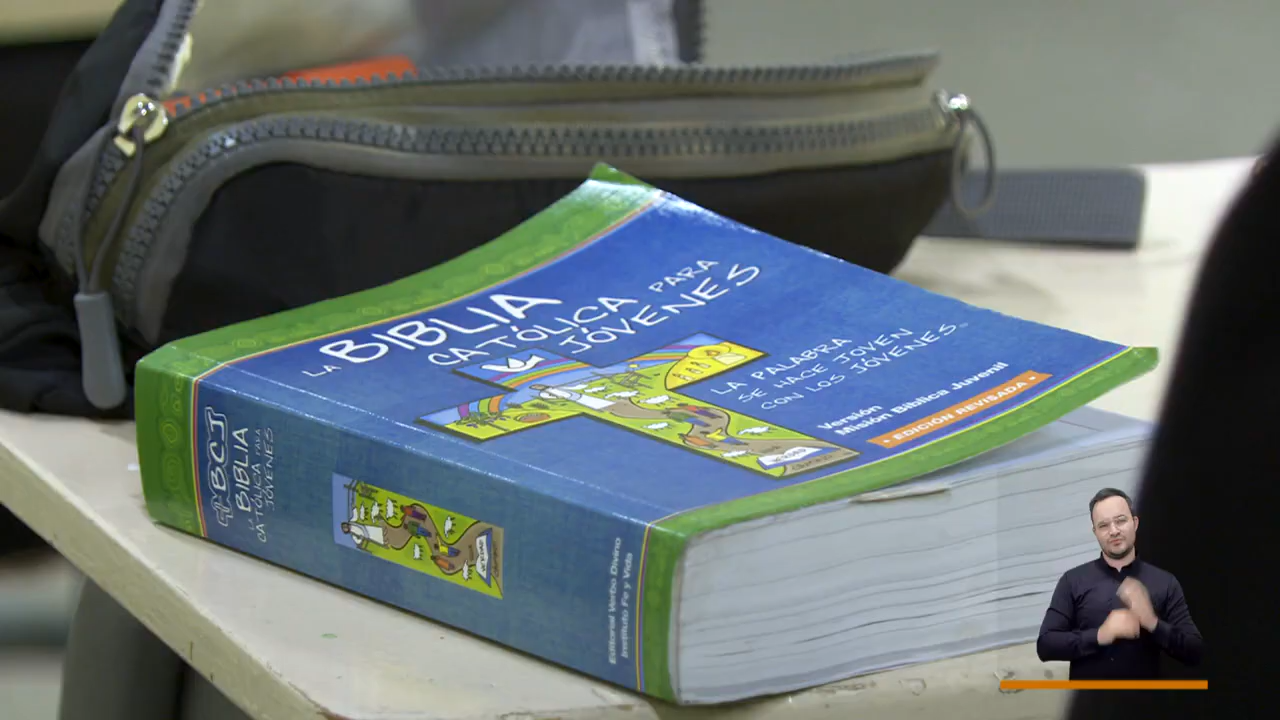 LA BIBLIA
CATÓLICA PARA
JÓVENES
LA PALABRA
SE HACE JOVEN
CON LOS JÓVENES
Versión
Misión Bíblica Juvenil
• EDICIÓN REVISADA •
BCJ
LA BIBLIA
CATÓLICA PARA
JÓVENES
Editorial Verbo Divino
Instituto Fe y Vida